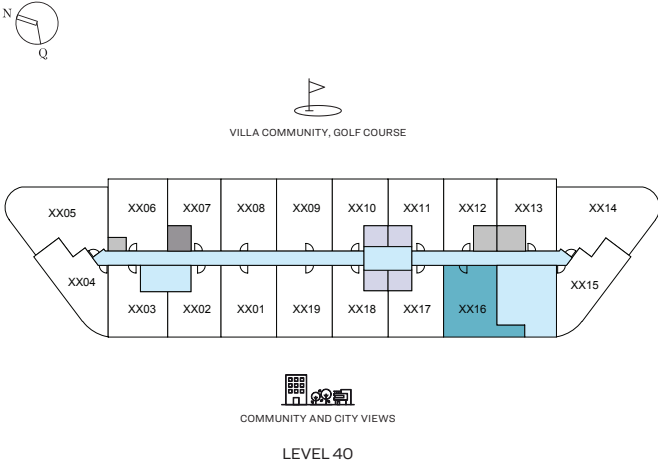 N
Q
VILLA COMMUNITY, GOLF COURSE
XX05 XX06 XX07 XX08 XX09 XX10 XX11 XX12 XX13 XX14
XX04 XX03 XX02 XX01 XX19 XX18 XX17 XX16 XX15
COMMUNITY AND CITY VIEWS
LEVEL 40